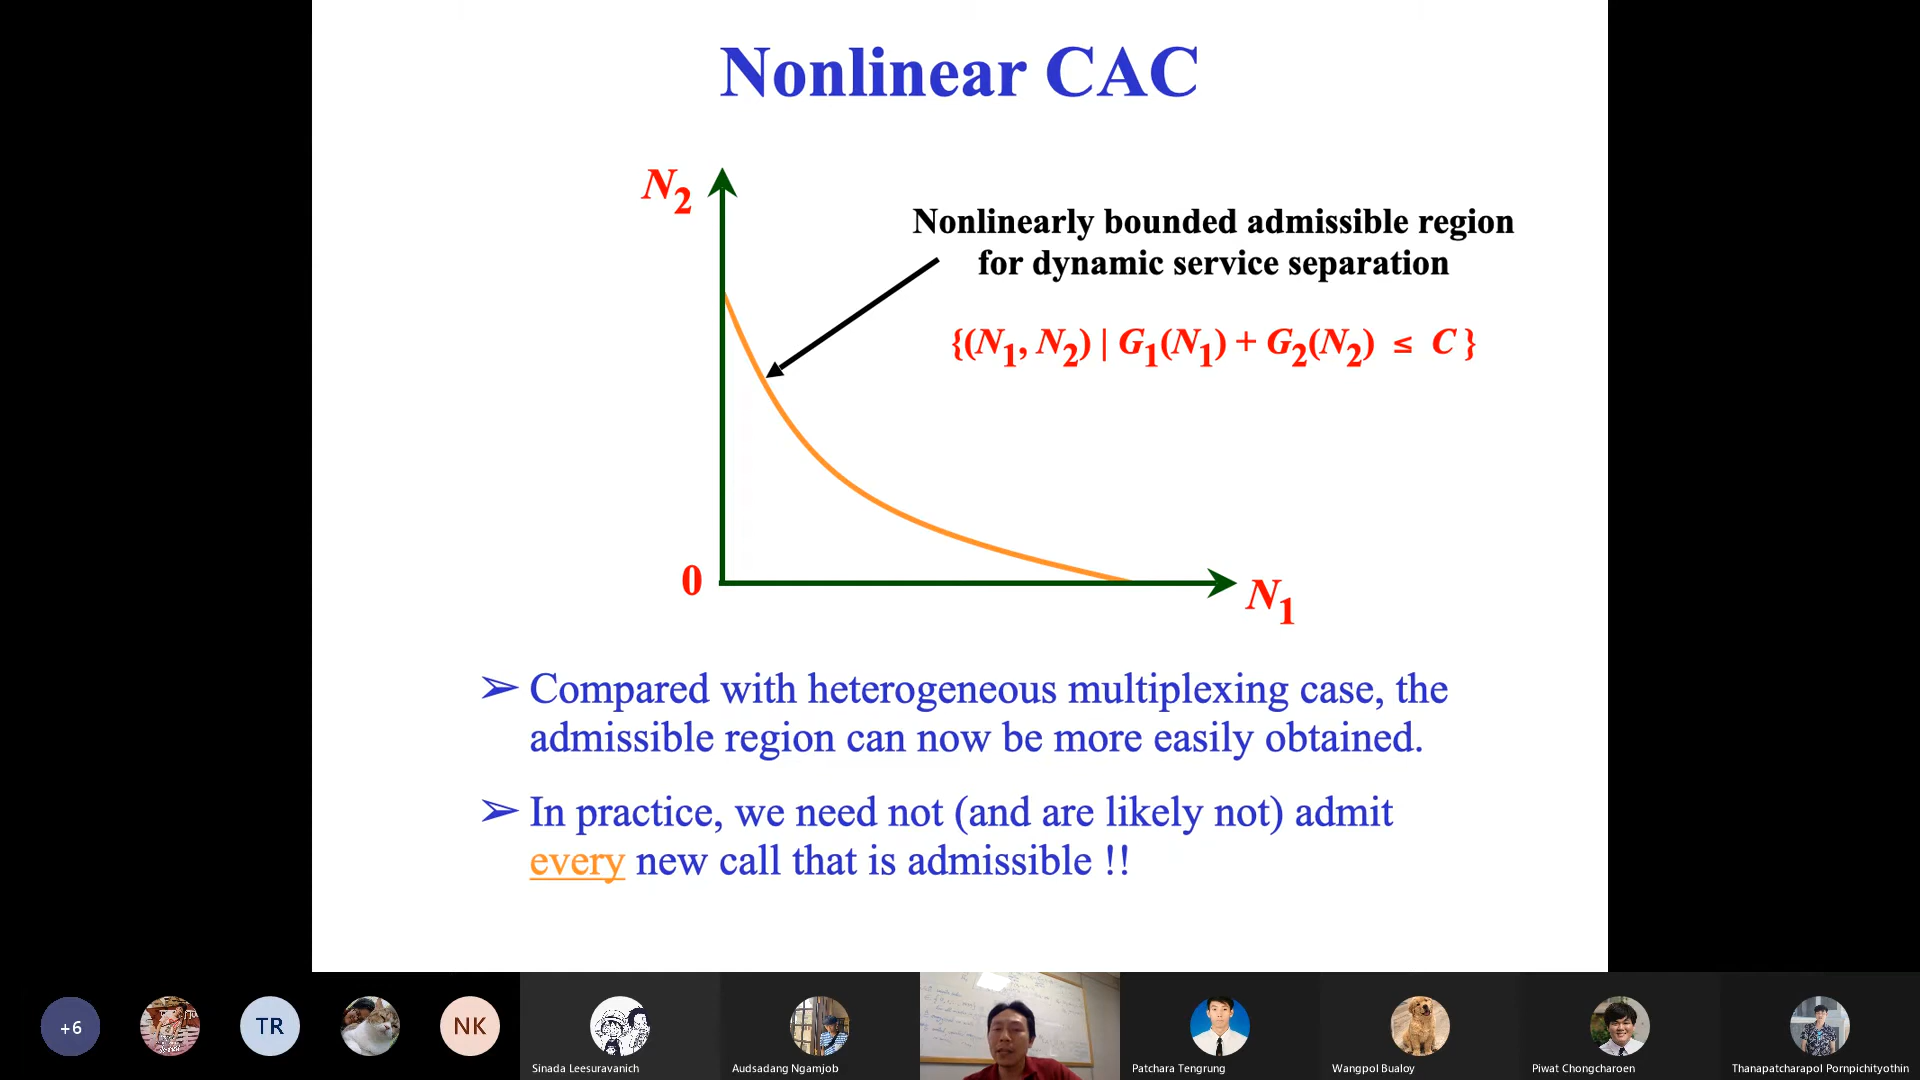 Nonlinear CAC
N2
Nonlinearly bounded admissible region
for dynamic service separation
{(N1, N2) | G1(N1) + G2(N2) ≤ C }
0
N1
➢ Compared with heterogeneous multiplexing case, the
admissible region can now be more easily obtained.
➢ In practice, we need not (and are likely not) admit
every new call that is admissible !!
+6
TR
NK
Sinada Leesuravanich
Audsadang Ngamjob
Patchara Tengrung
Wangpol Bualoy
Piwat Chongcharoen
Thanapatcharapol Pornpichityothin